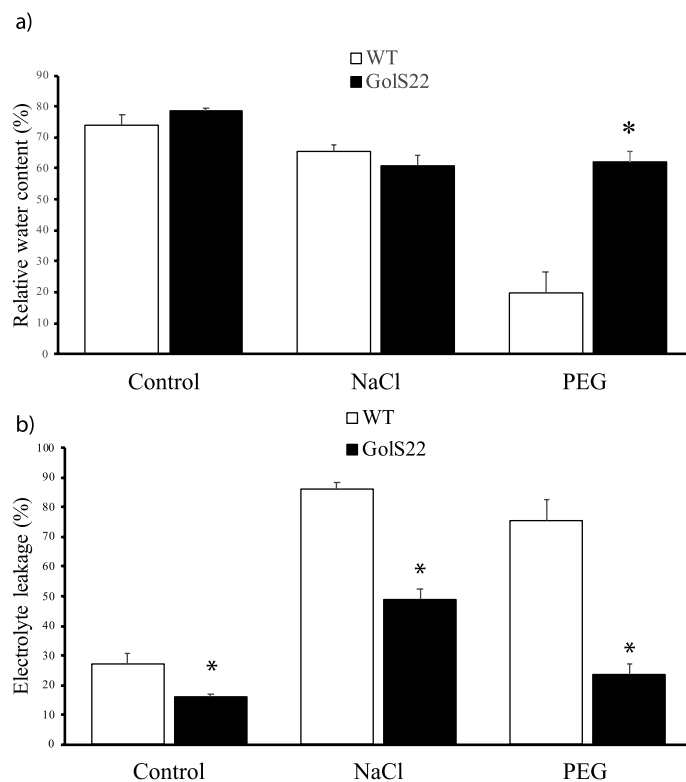 a)
WT
GolS22
Relative water content (%)
90
80
70
60
50
40
30
20
10
0
*
Control NaCl PEG
b)
WT
GolS22
Electrolyte leakage (%)
100
90
80
70
60
50
40
30
20
10
0
*
*
*
Control NaCl PEG